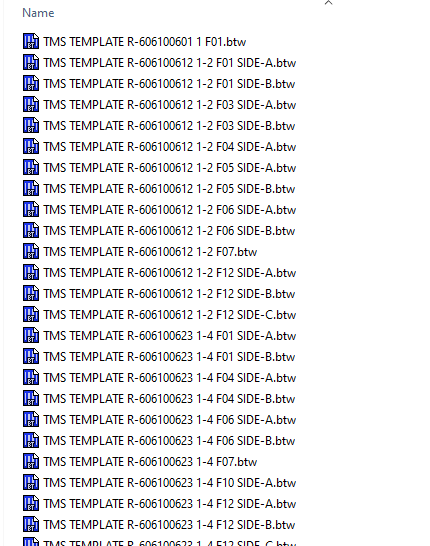 Name
TMS TEMPLATE R-606100601 1 F01.btw
TMS TEMPLATE R-606100612 1-2 F01 SIDE-A.btw
TMS TEMPLATE R-606100612 1-2 F01 SIDE-B.btw
TMS TEMPLATE R-606100612 1-2 F03 SIDE-A.btw
TMS TEMPLATE R-606100612 1-2 F03 SIDE-B.btw
TMS TEMPLATE R-606100612 1-2 F04 SIDE-A.btw
TMS TEMPLATE R-606100612 1-2 F05 SIDE-A.btw
TMS TEMPLATE R-606100612 1-2 F05 SIDE-B.btw
TMS TEMPLATE R-606100612 1-2 F06 SIDE-A.btw
TMS TEMPLATE R-606100612 1-2 F06 SIDE-B.btw
TMS TEMPLATE R-606100612 1-2 F07.btw
TMS TEMPLATE R-606100612 1-2 F12 SIDE-A.btw
TMS TEMPLATE R-606100612 1-2 F12 SIDE-B.btw
TMS TEMPLATE R-606100612 1-2 F12 SIDE-C.btw
TMS TEMPLATE R-606100623 1-4 F01 SIDE-A.btw
TMS TEMPLATE R-606100623 1-4 F01 SIDE-B.btw
TMS TEMPLATE R-606100623 1-4 F04 SIDE-A.btw
TMS TEMPLATE R-606100623 1-4 F04 SIDE-B.btw
TMS TEMPLATE R-606100623 1-4 F06 SIDE-A.btw
TMS TEMPLATE R-606100623 1-4 F06 SIDE-B.btw
TMS TEMPLATE R-606100623 1-4 F07.btw
TMS TEMPLATE R-606100623 1-4 F10 SIDE-A.btw
TMS TEMPLATE R-606100623 1-4 F12 SIDE-A.btw
TMS TEMPLATE R-606100623 1-4 F12 SIDE-B.btw
TMS TEMPLATE R-606100623 1-4 F12 SIDE-C.btw